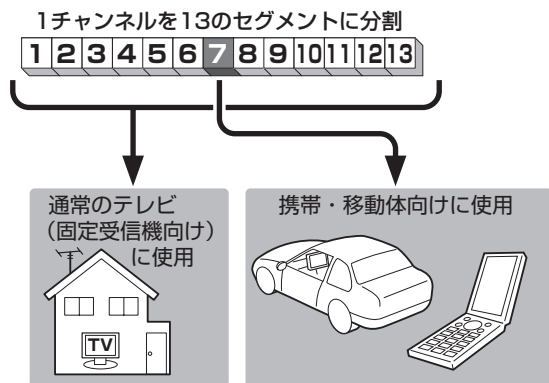 1チャンネルを13のセグメントに分割
1 2 3 4 5 6 7 8 9 10 11 12 13
通常のテレビ
（固定受信機向け）
に使用
TV
携帯・移動体向けに使用